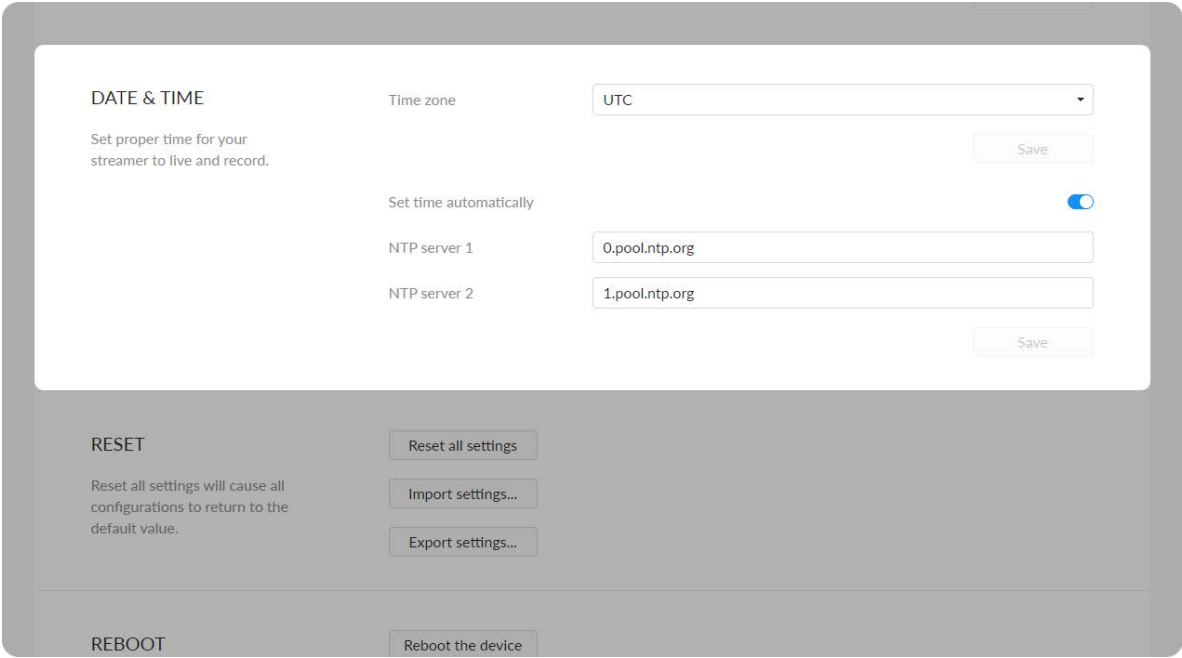 DATE & TIME
Set proper time for your
streamer to live and record.
Time zone
UTC
Save
Set time automatically
NTP server 1
0.pool.ntp.org
NTP server 2
1.pool.ntp.org
Save
RESET
Reset all settings will cause all
configurations to return to the
default value.
Reset all settings
Import settings...
Export settings...
REBOOT
Reboot the device